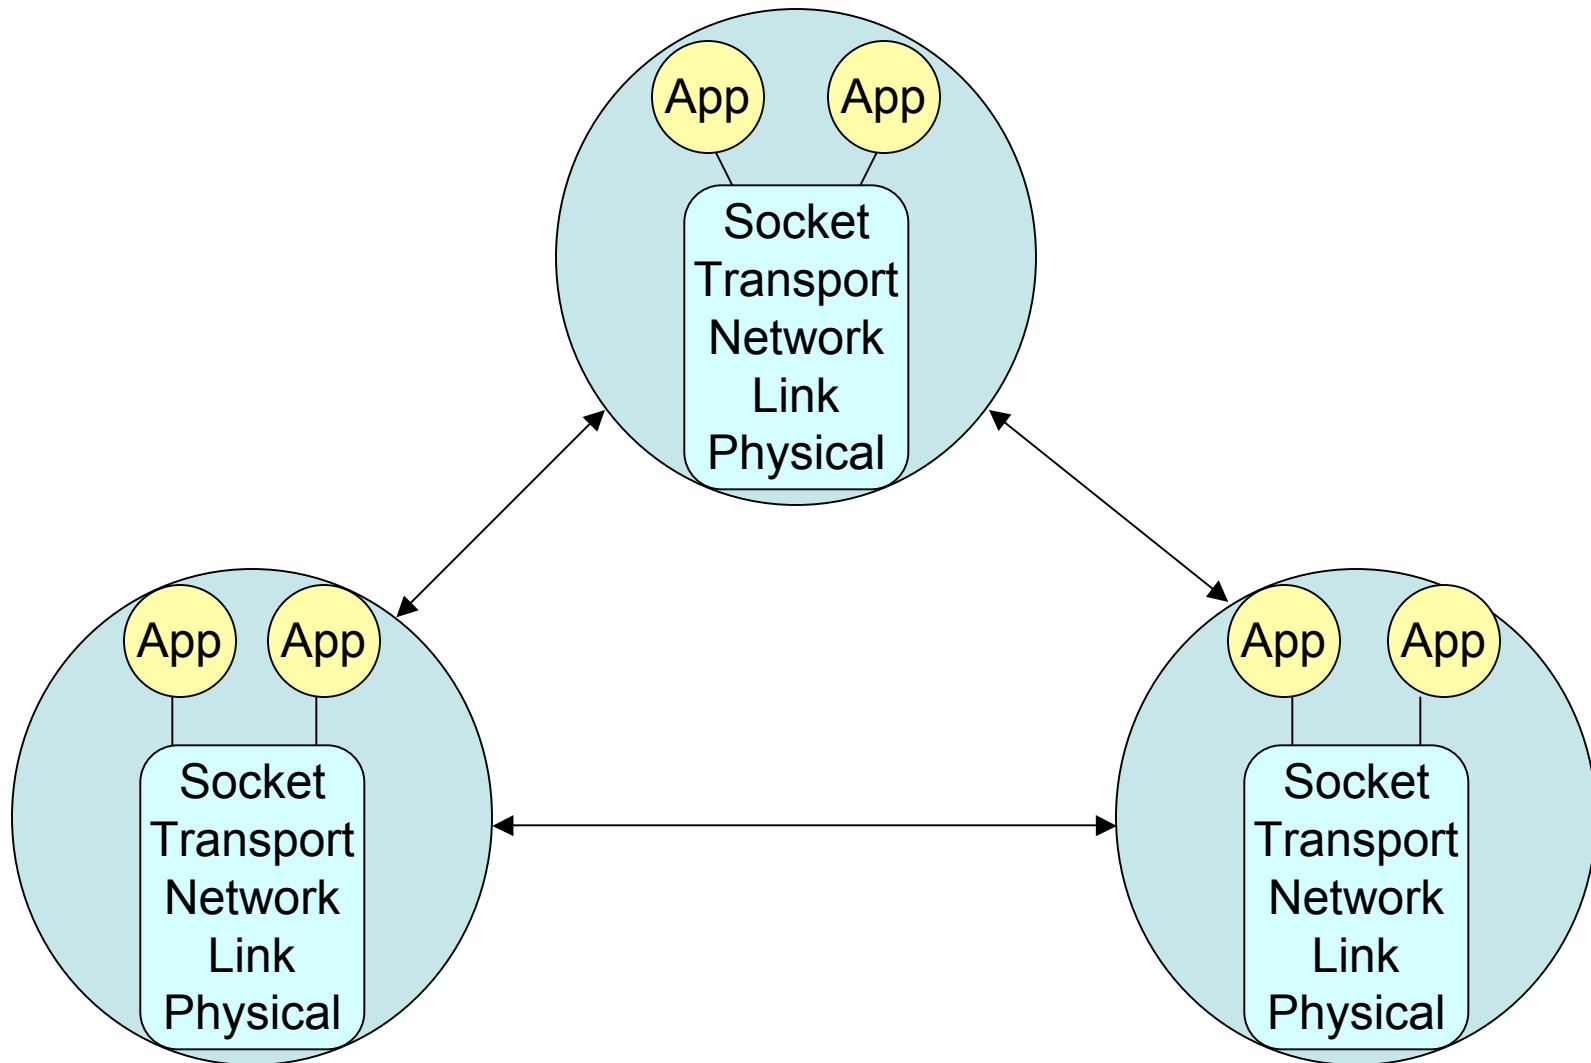 App
App
Socket
Transport
Network
Link
Physical
App
App
Socket
Transport
Network
Link
Physical
App
App
Socket
Transport
Network
Link
Physical